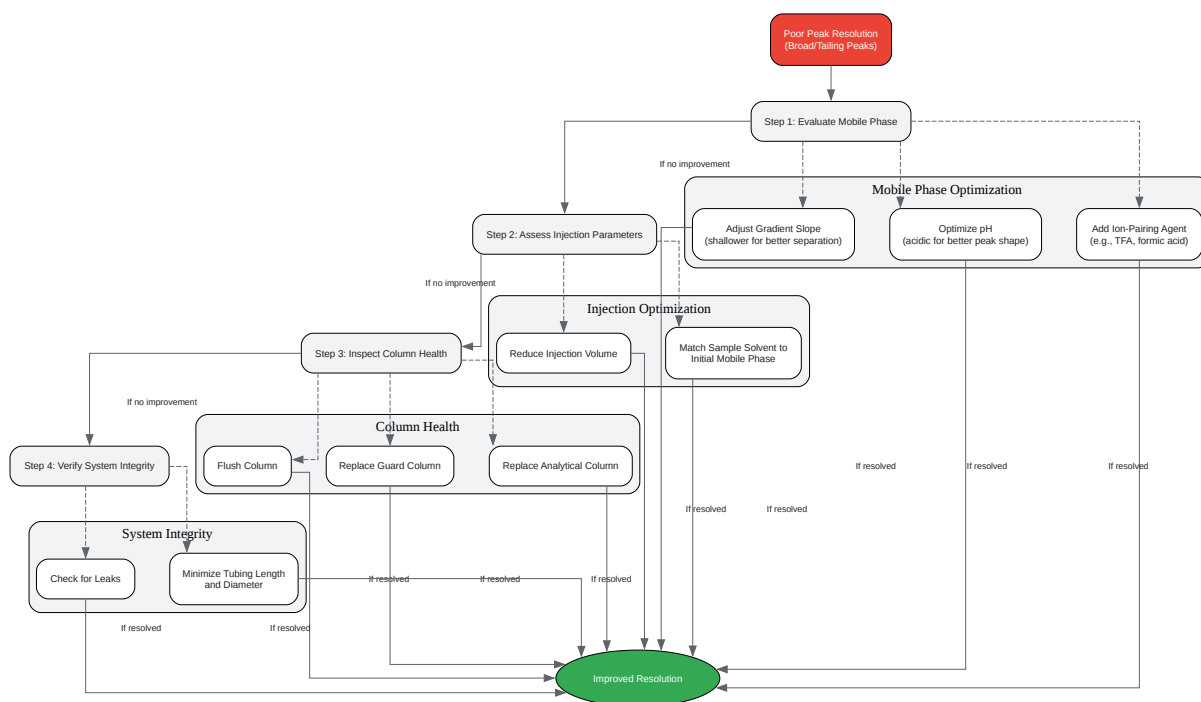 Poor Peak Resolution
(Broad/Tailing Peaks)
Step 1: Evaluate Mobile Phase
If no improvement
Mobile Phase Optimization
Adjust Gradient Slope
(shallower for better separation)
Optimize pH
(acidic for better peak shape)
Add Ion-Pairing Agent
(e.g., TFA, formic acid)
Step 2: Assess Injection Parameters
If no improvement
Injection Optimization
Reduce Injection Volume
Match Sample Solvent to
Initial Mobile Phase
Step 3: Inspect Column Health
If no improvement
Column Health
Flush Column
Replace Guard Column
Replace Analytical Column
Step 4: Verify System Integrity
If resolved
If resolved
If resolved
If resolved
If resolved
System Integrity
Check for Leaks
Minimize Tubing Length
and Diameter
If resolved
If resolved
If resolved
If resolved
If resolved
Improved Resolution